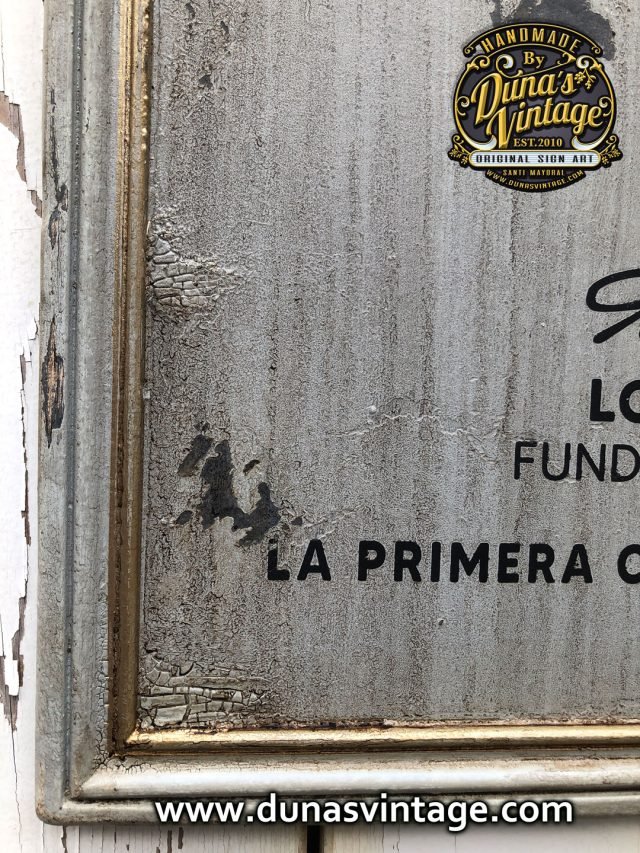 HANDMADE
By
Duna's
Vintage
EST.2010
ORIGINAL SIGN ART
SANTI MAYORAL
WWW.DUNASVINTAGE.COM
LO
FUND
LA PRIMERA C
www.dunasvintage.com